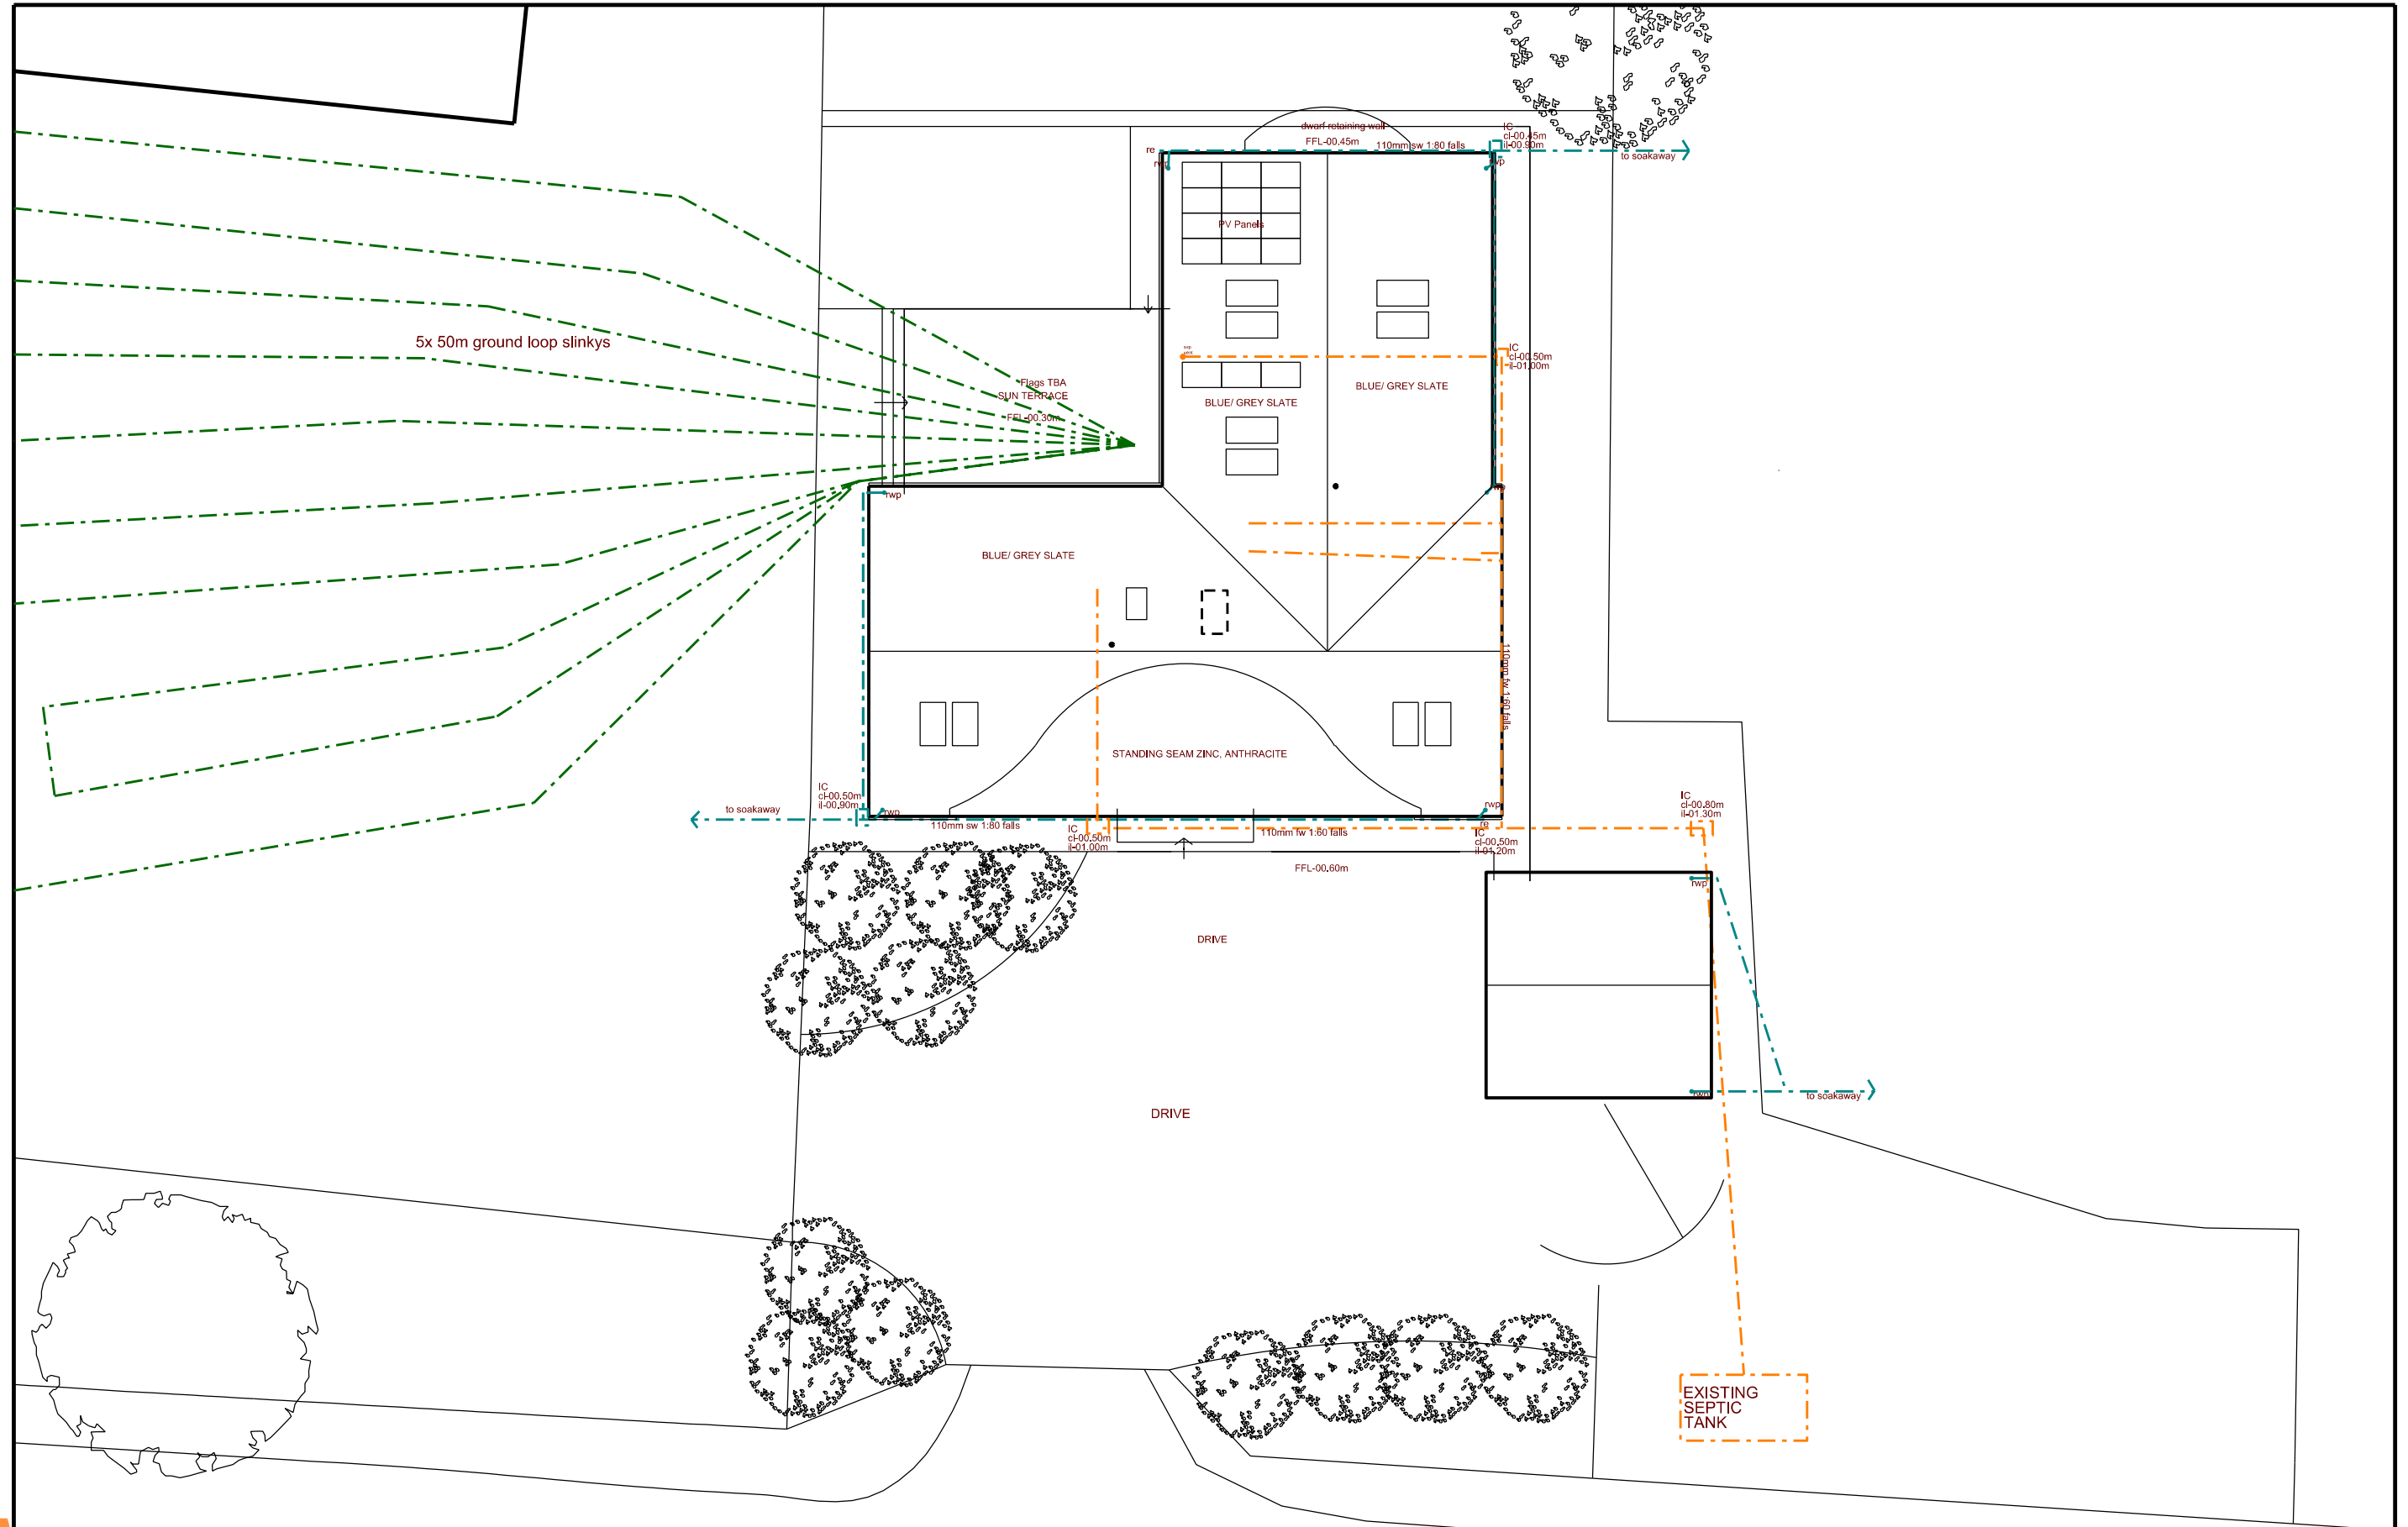 dwarf retaining wall
FFL-00.45m
110mm sw 1:80 falls
IC
cl-00.45m
il-00.90m
re
rwp
rwp
to soakaway
PV Panels
5x 50m ground loop slinkys
svp
IC
cl-00.50m
il-01.00m
Flags TBA
SUN TERRACE
FFL-00.30m
BLUE/ GREY SLATE
BLUE/ GREY SLATE
rwp
rwp
BLUE/ GREY SLATE
110mm fw 1:60 falls
STANDING SEAM ZINC, ANTHRACITE
IC
cl-00.50m
il-00.90m
to soakaway
rwp
110mm sw 1:80 falls
IC
cl-00.50m
il-01.00m
110mm fw 1:60 falls
rwp
re
IC
cl-00.50m
il-01.20m
IC
cl-00.80m
il-01.30m
FFL-00.60m
rwp
DRIVE
rwp
to soakaway
DRIVE
EXISTING
SEPTIC
TANK